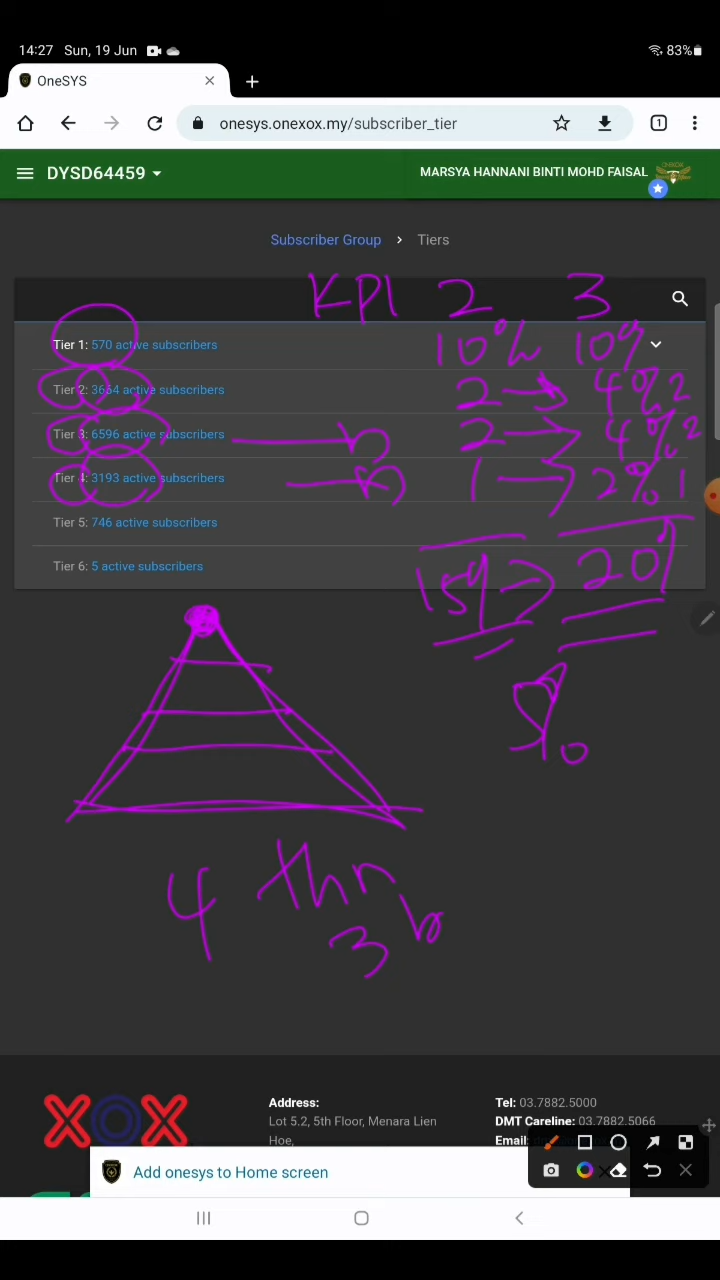 14:27 Sun, 19 Jun 83%
OneSYS
onesys.onexox.my/subscriber_tier 1
DYSD64459 MARSYA HANNANI BINTI MOHD FAISAL
Subscriber Group > Tiers
KPI 2 3
Tier 1: 570 active subscribers 10% 10%
Tier 2: 3664 active subscribers 2 → 4% 2
Tier 3: 6596 active subscribers 2 → 4% 2
Tier 4: 3193 active subscribers 1 → 2% 1
Tier 5: 746 active subscribers
Tier 6: 5 active subscribers
15% 20%
4 thn
3 b
XOX
Address:
Lot 5.2, 5th Floor, Menara Lien
Hoe,
Tel: 03.7882.5000
DMT Careline: 03.7882.5066
Email:
Add onesys to Home screen